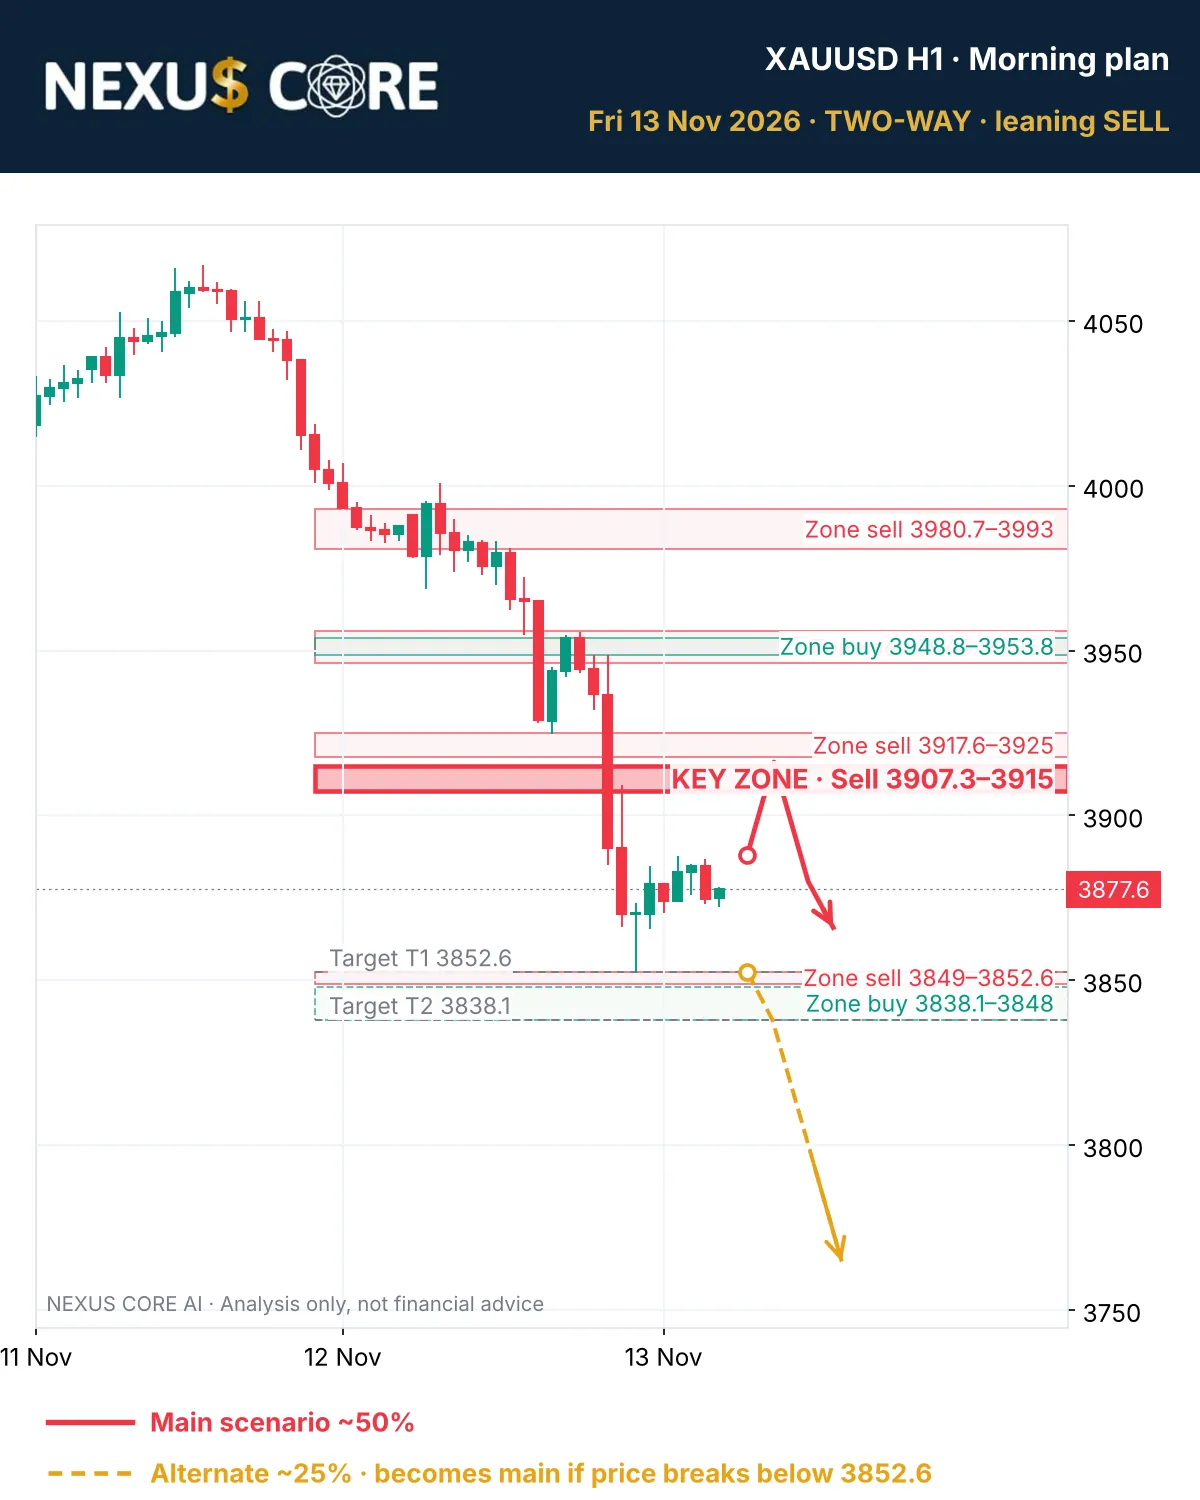 NEXU$ CORE
XAUUSD H1 · Morning plan
Fri 13 Nov 2026 · TWO-WAY · leaning SELL
4050
4000
Zone sell 3980.7–3993
Zone buy 3948.8–3953.8
3950
Zone sell 3917.6–3925
KEY ZONE · Sell 3907.3–3915
3900
3877.6
Target T1 3852.6
Zone sell 3849–3852.6
3850
Target T2 3838.1
Zone buy 3838.1–3848
3800
NEXUS CORE AI · Analysis only, not financial advice
3750
11 Nov
12 Nov
13 Nov
Main scenario ~50%
Alternate ~25% · becomes main if price breaks below 3852.6